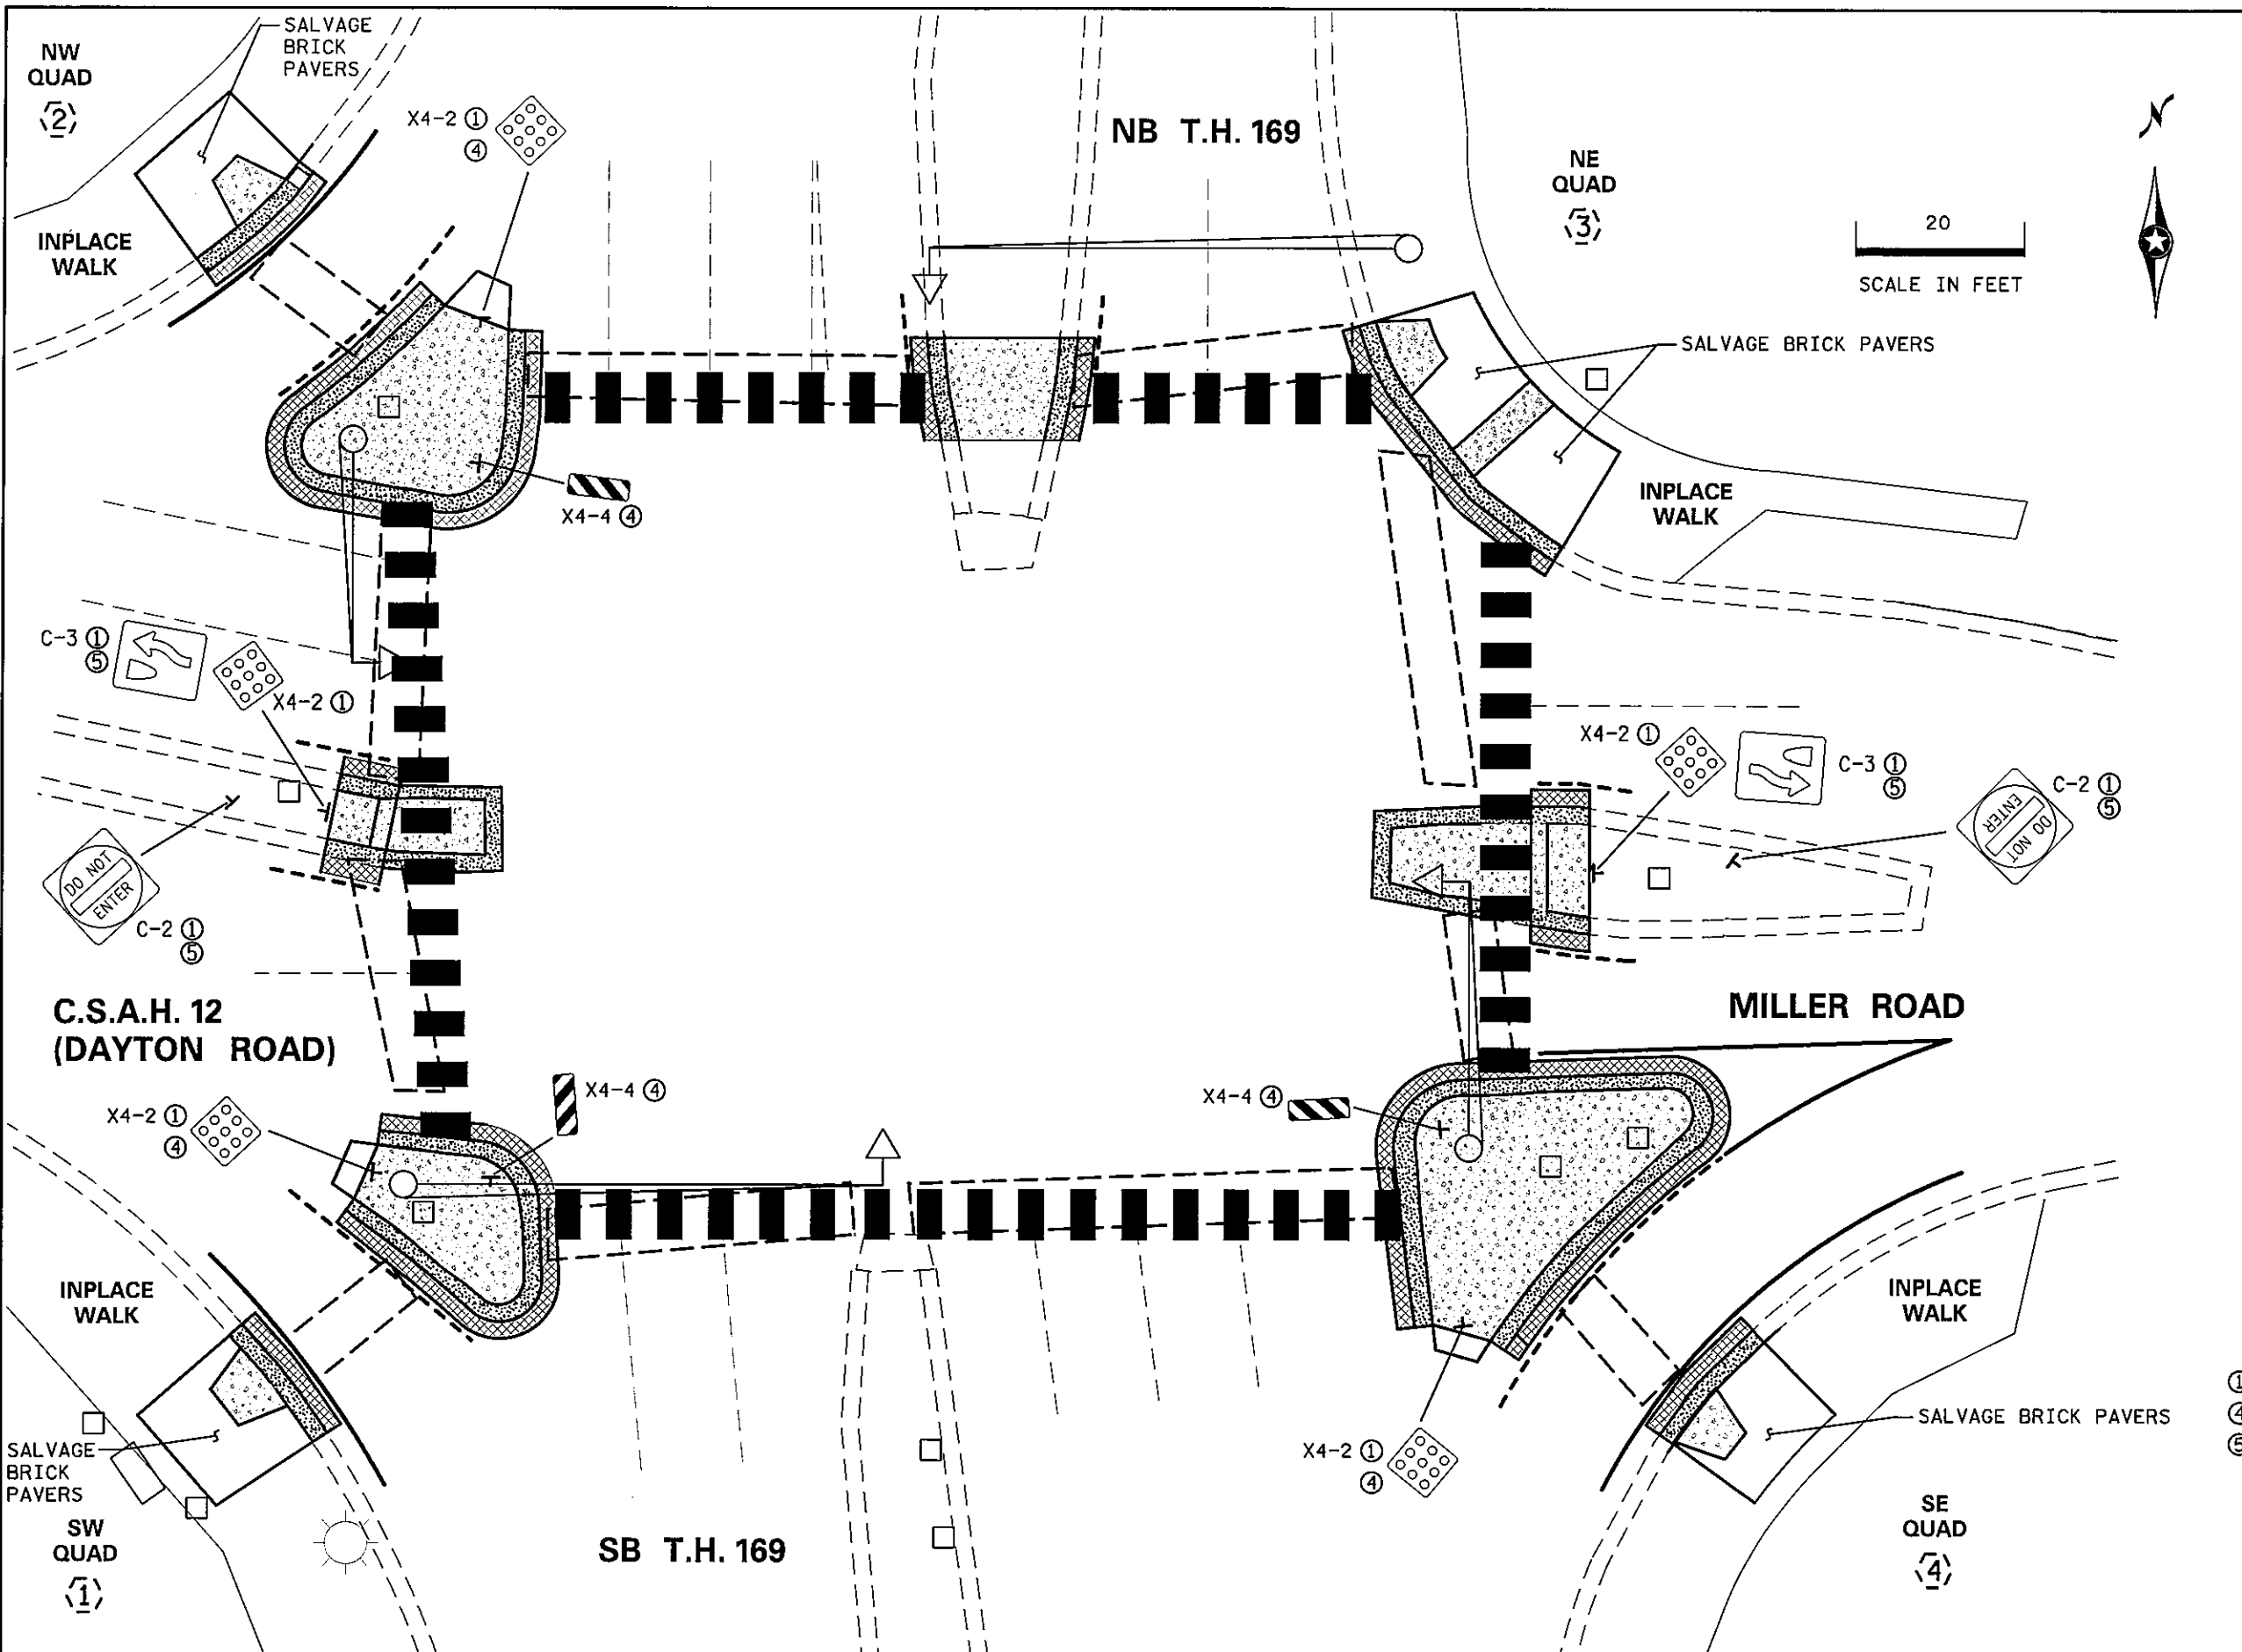 NW
QUAD
2
SALVAGE
BRICK
PAVERS
INPLACE
WALK
X4-2 ①
④
NB T.H. 169
NE
QUAD
3
N
20
SCALE IN FEET
SALVAGE BRICK PAVERS
X4-4 ④
INPLACE
WALK
C-3 ①
⑤
X4-2 ①
DO NOT
ENTER
C-2 ①
⑤
X4-2 ①
C-3 ①
⑤
DO NOT
ENTER
C-2 ①
⑤
C.S.A.H. 12
(DAYTON ROAD)
MILLER ROAD
X4-2 ①
④
X4-4 ④
X4-4 ④
INPLACE
WALK
INPLACE
WALK
SALVAGE
BRICK
PAVERS
X4-2 ①
④
SALVAGE BRICK PAVERS
①
④
⑤
SW
QUAD
1
SB T.H. 169
SE
QUAD
4